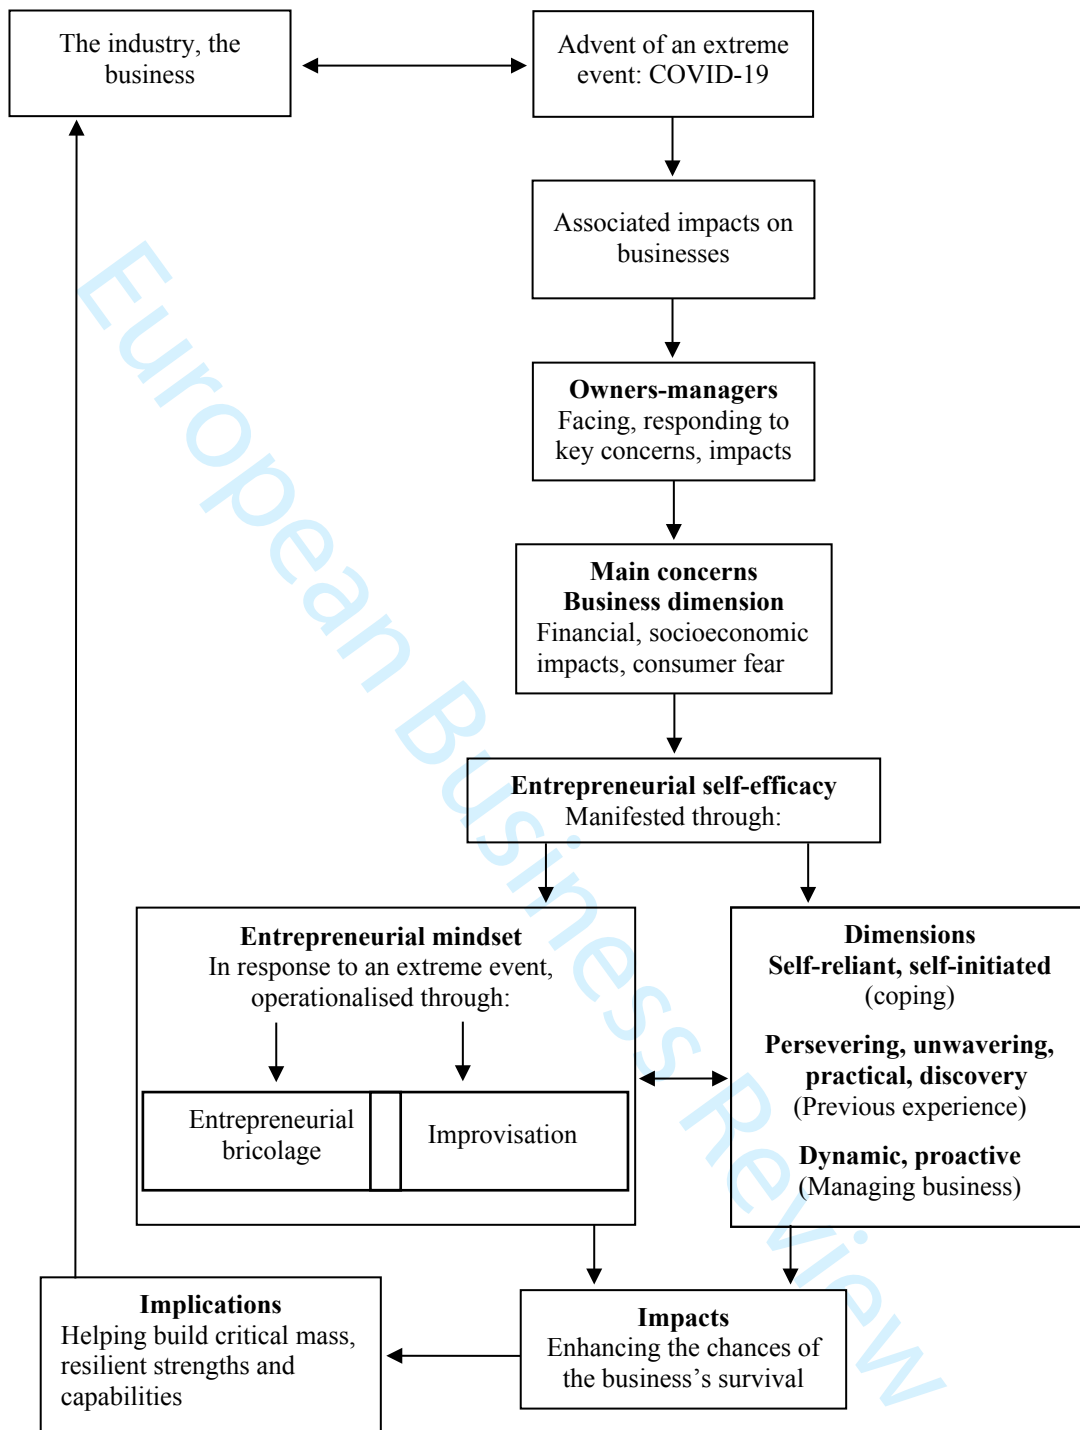 The industry, the
business
Advent of an extreme
event: COVID-19
Associated impacts on
businesses
Owners-managers
Facing, responding to
key concerns, impacts
Main concerns
Business dimension
Financial, socioeconomic
impacts, consumer fear
Entrepreneurial self-efficacy
Manifested through:
Entrepreneurial mindset
In response to an extreme event,
operationalised through:
Entrepreneurial
bricolage
Improvisation
Dimensions
Self-reliant, self-initiated
(coping)
Persevering, unwavering,
practical, discovery
(Previous experience)
Dynamic, proactive
(Managing business)
Implications
Helping build critical mass,
resilient strengths and
capabilities
Impacts
Enhancing the chances of
the business’s survival
European Business Review